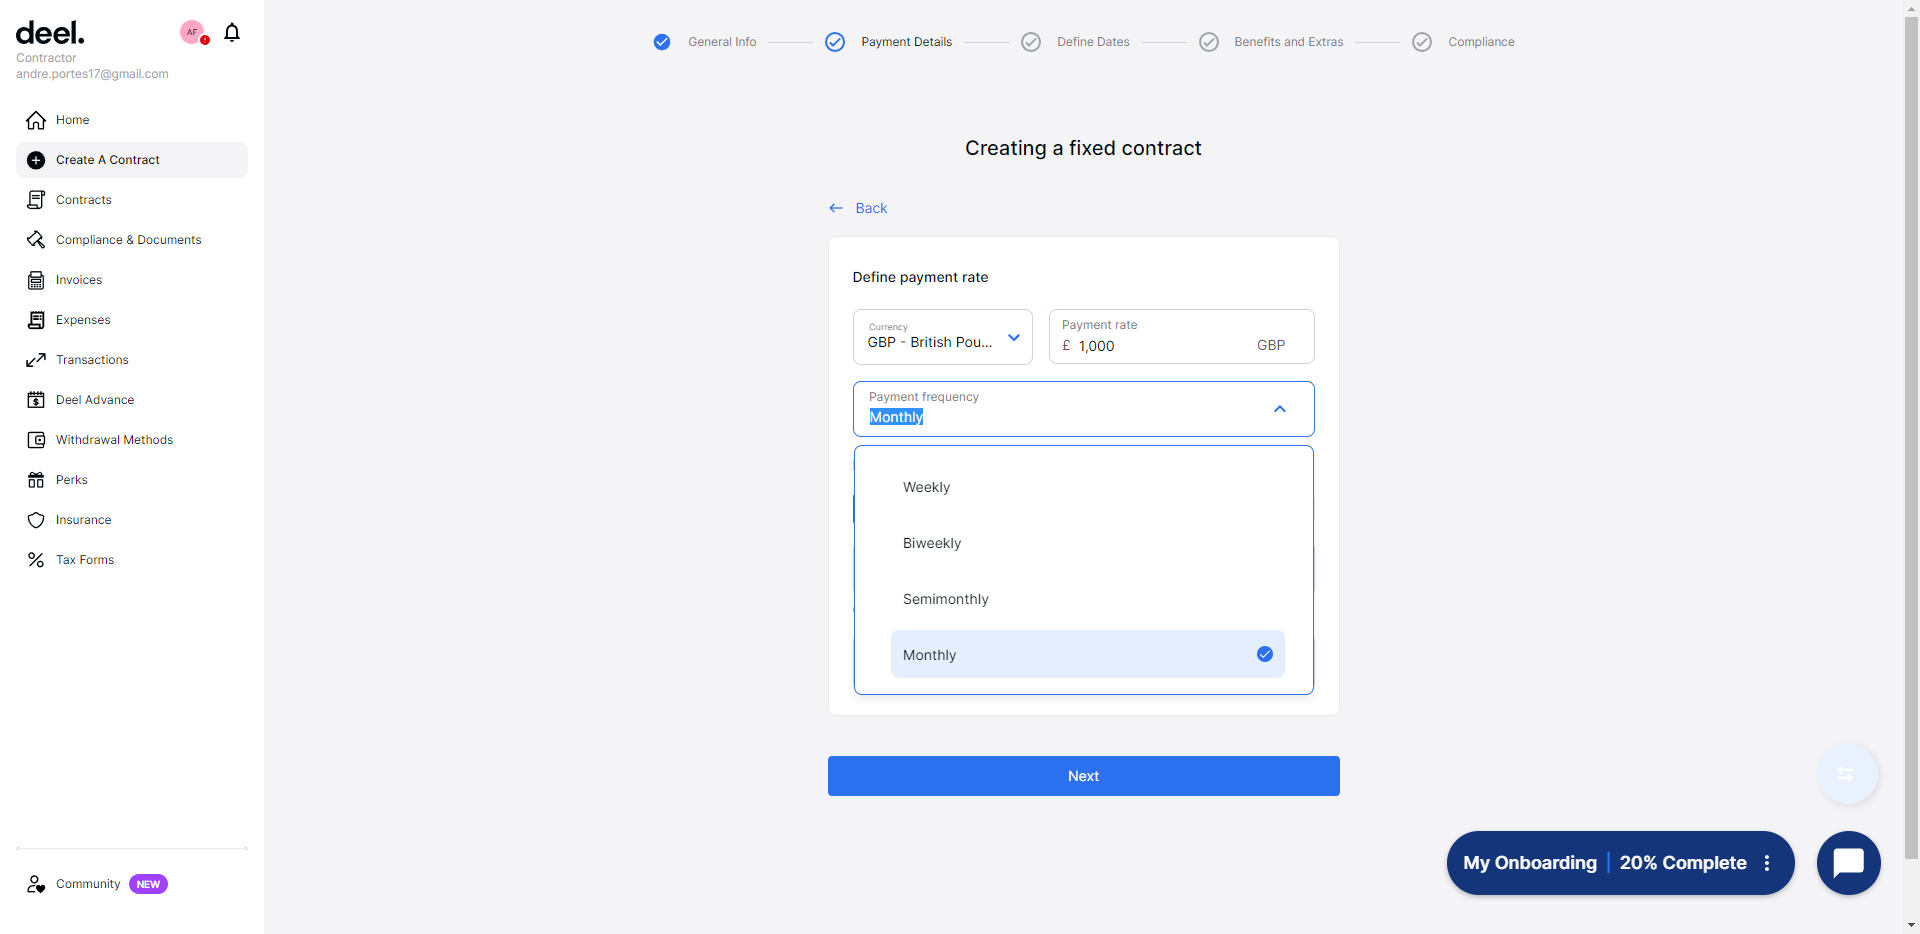 deel.
AF
Contractor
andre.portes17@gmail.com
Home
Create A Contract
Contracts
Compliance & Documents
Invoices
Expenses
Transactions
Deel Advance
Withdrawal Methods
Perks
Insurance
Tax Forms
Community NEW
General Info
Payment Details
Define Dates
Benefits and Extras
Compliance
Creating a fixed contract
Back
Define payment rate
Currency
GBP - British Pou...
Payment rate
£ 1,000 GBP
Payment frequency
Monthly
Weekly
Biweekly
Semimonthly
Monthly
Next
My Onboarding | 20% Complete